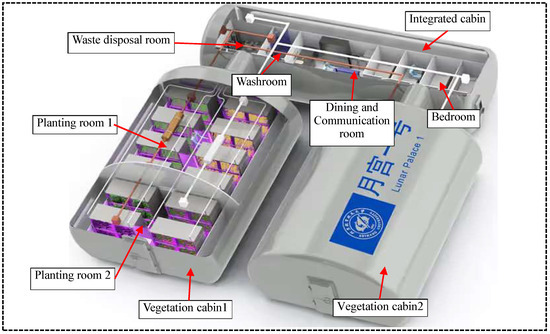 Integrated cabin
Waste disposal room
Washroom
Dining and
Communication
room
Bedroom
Planting room 1
月宫一号
Lunar Palace 1
Planting room 2
Vegetation cabin1
Vegetation cabin2